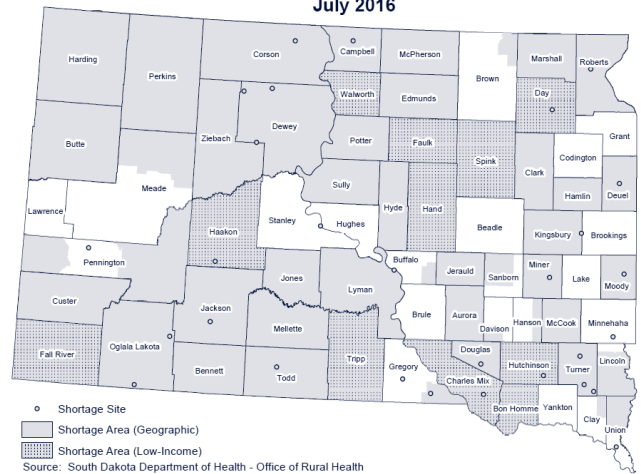 July 2016
Harding
Perkins
Corson
Campbell
McPherson
Brown
Marshall
Roberts
Walworth
Edmunds
Day
Butte
Ziebach
Dewey
Potter
Faulk
Spink
Grant
Codington
Clark
Meade
Sully
Hamlin
Deuel
Lawrence
Haakon
Stanley
Hughes
Hyde
Hand
Beadle
Kingsbury
Brookings
Pennington
Buffalo
Jerauld
Sanborn
Miner
Lake
Moody
Custer
Jackson
Jones
Lyman
Brule
Aurora
Davison
Hanson
McCook
Minnehaha
Fall River
Oglala Lakota
Mellette
Tripp
Gregory
Douglas
Hutchinson
Turner
Lincoln
Bennett
Todd
Charles Mix
Bon Homme
Yankton
Clay
Union
Shortage Site
Shortage Area (Geographic)
Shortage Area (Low-Income)
Source: South Dakota Department of Health - Office of Rural Health